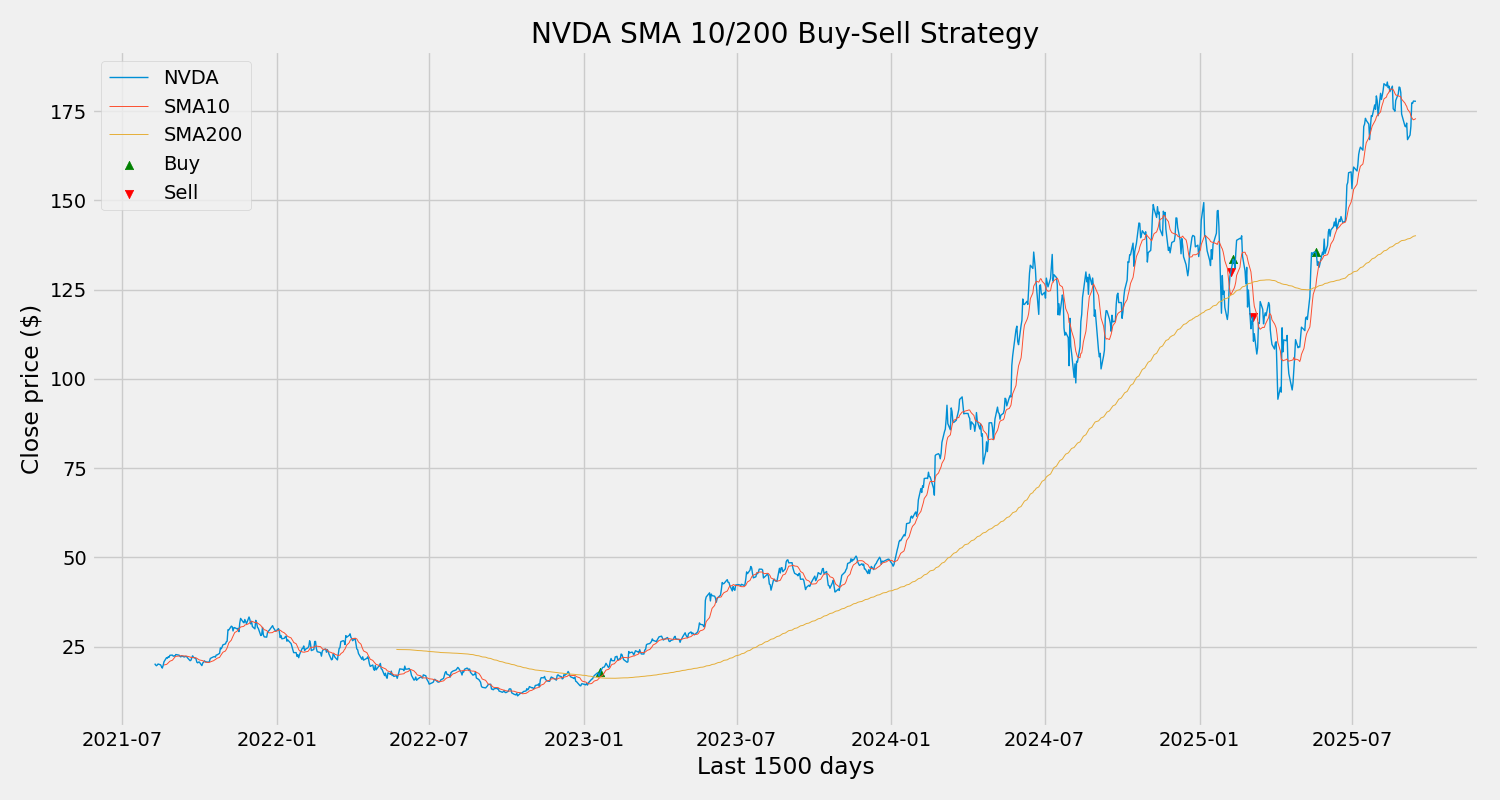 NVDA SMA 10/200 Buy-Sell Strategy
NVDA
SMA10
SMA200
Buy
Sell
Close price ($)
175
150
125
100
75
50
25
2021-07
2022-01
2022-07
2023-01
2023-07
2024-01
2024-07
2025-01
2025-07
Last 1500 days